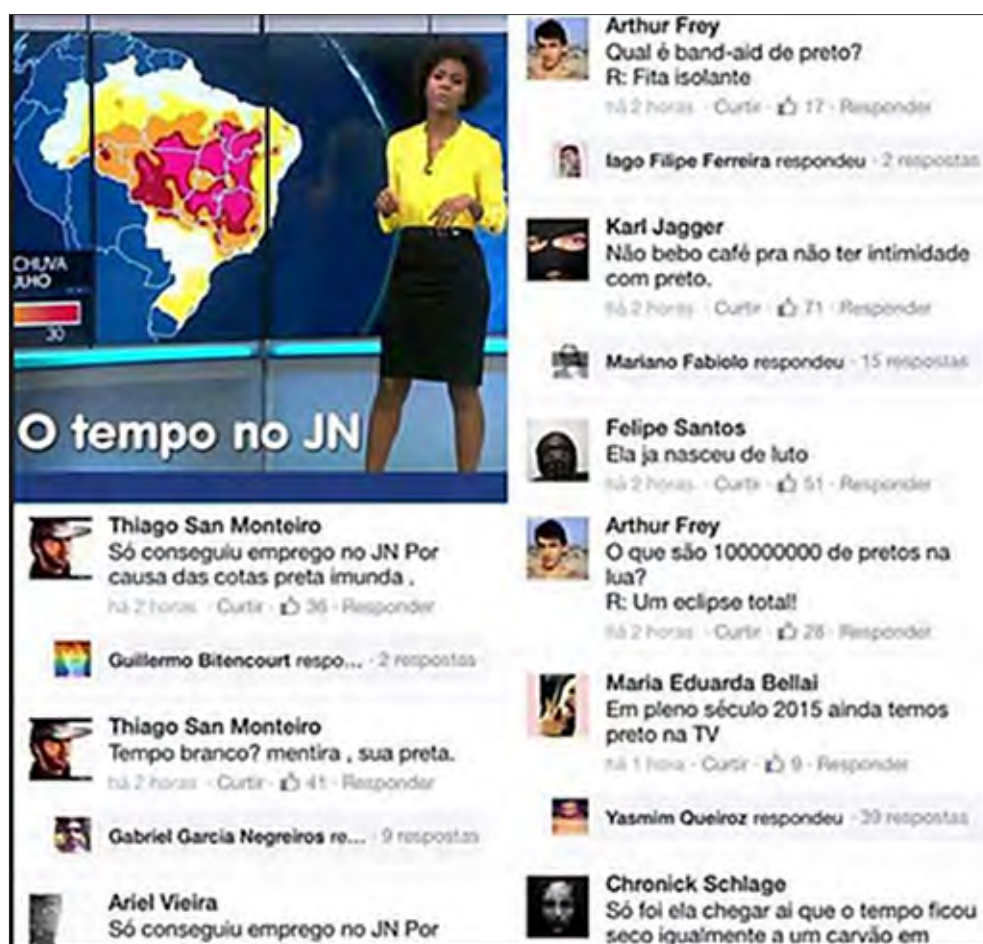 CHUVA
JULHO
30
O tempo no JN
Thiago San Monteiro
Só conseguiu emprego no JN Por
causa das cotas preta imunda .
há 2 horas · Curtir · 36 · Responder
Guillermo Bitencourt respo... · 2 respostas
Thiago San Monteiro
Tempo branco? mentira , sua preta.
há 2 horas · Curtir · 41 · Responder
Gabriel Garcia Negreiros re... · 9 respostas
Ariel Vieira
Só conseguiu emprego no JN Por
Arthur Frey
Qual é band-aid de preto?
R: Fita isolante
há 2 horas · Curtir · 17 · Responder
Iago Filipe Ferreira respondeu · 2 respostas
Karl Jagger
Não bebo café pra não ter intimidade
com preto.
há 2 horas · Curtir · 71 · Responder
Mariano Fabiolo respondeu · 15 respostas
Felipe Santos
Ela ja nasceu de luto
há 2 horas · Curtir · 51 · Responder
Arthur Frey
O que são 100000000 de pretos na
lua?
R: Um eclipse total!
há 2 horas · Curtir · 28 · Responder
Maria Eduarda Bellai
Em pleno século 2015 ainda temos
preto na TV
há 1 hora · Curtir · 9 · Responder
Yasmim Queiroz respondeu · 39 respostas
Chronick Schlage
Só foi ela chegar ai que o tempo ficou
seco igualmente a um carvão em